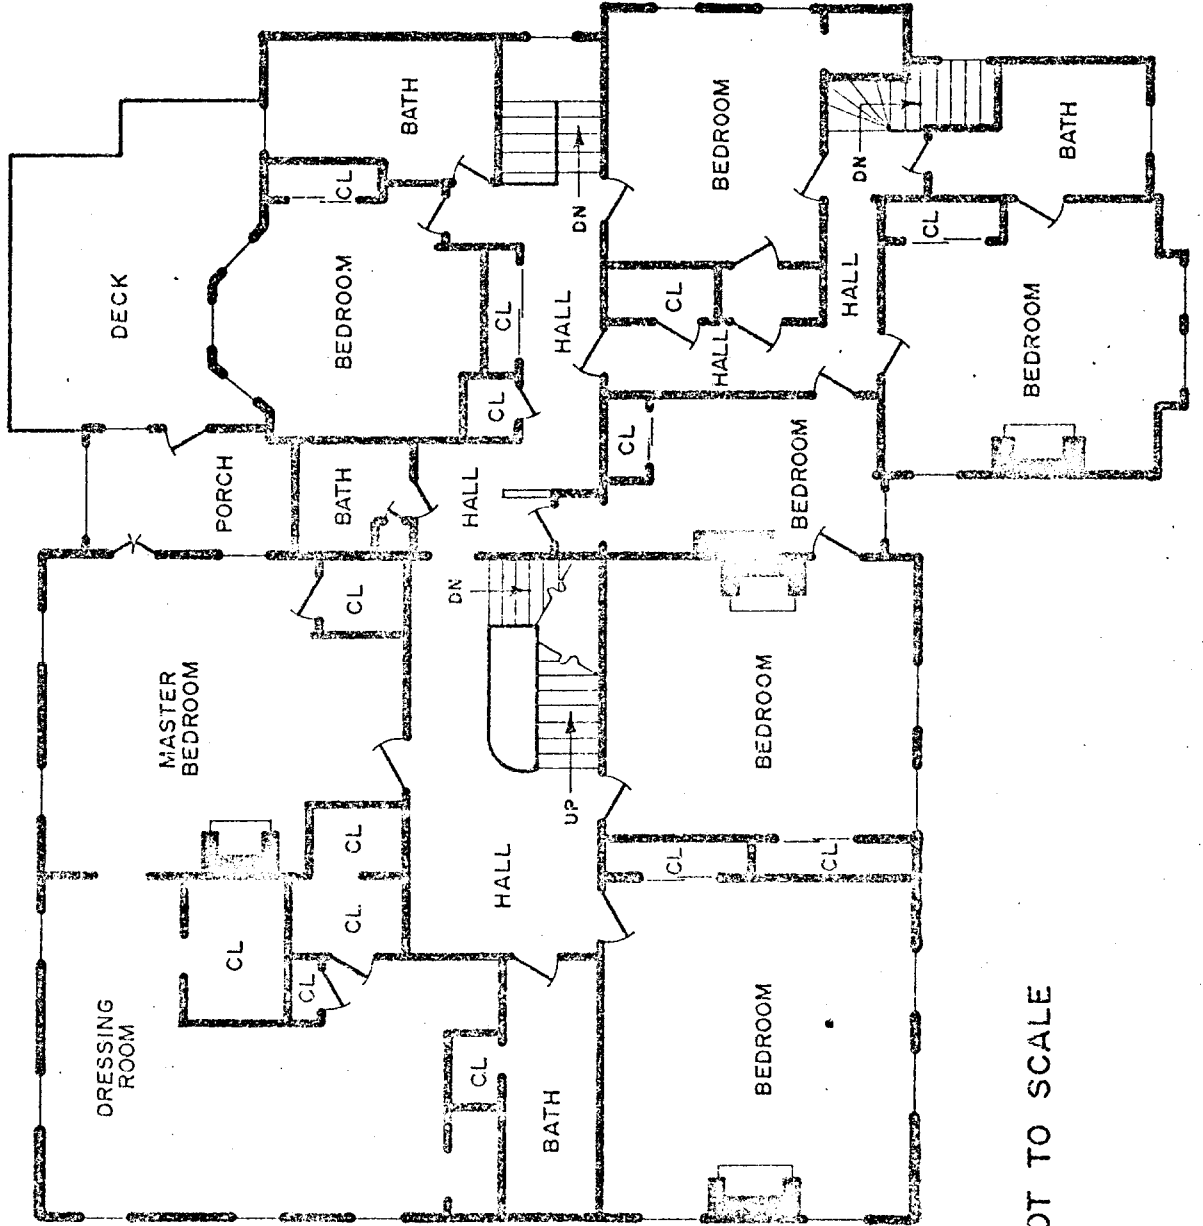 DECK
DRESSING
ROOM
MASTER
BEDROOM
PORCH
CL
CL
CL
CL
CL
BATH
BEDROOM
CL
BATH
DN
HALL
CL
HALL
CL
CL
BATH
HALL
UP
DN
CL
CL
CL
HALL
BEDROOM
BEDROOM
BEDROOM
BEDROOM
CL
HALL
DN
CL
BEDROOM
BATH
OT TO SCALE